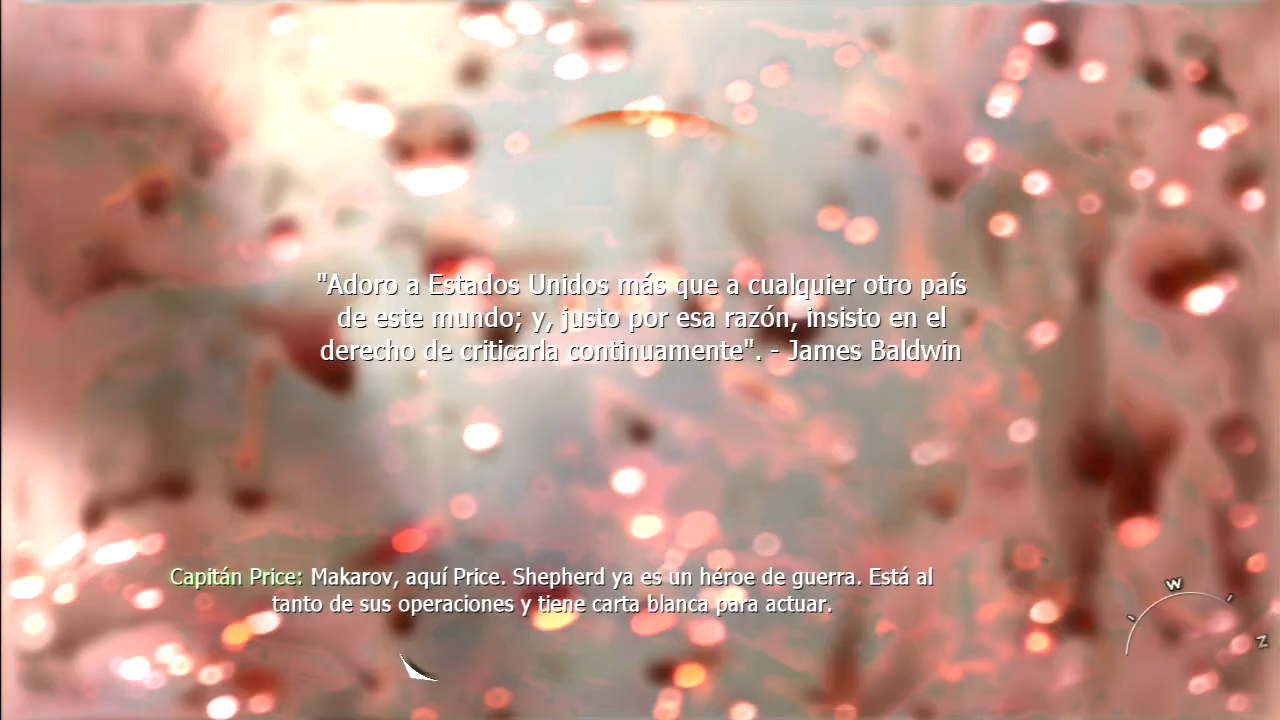 "Adoro a Estados Unidos más que a cualquier otro país
de este mundo; y, justo por esa razón, insisto en el
derecho de criticarla continuamente". - James Baldwin
Capitán Price: Makarov, aquí Price. Shepherd ya es un héroe de guerra. Está al
tanto de sus operaciones y tiene carta blanca para actuar.
W
N